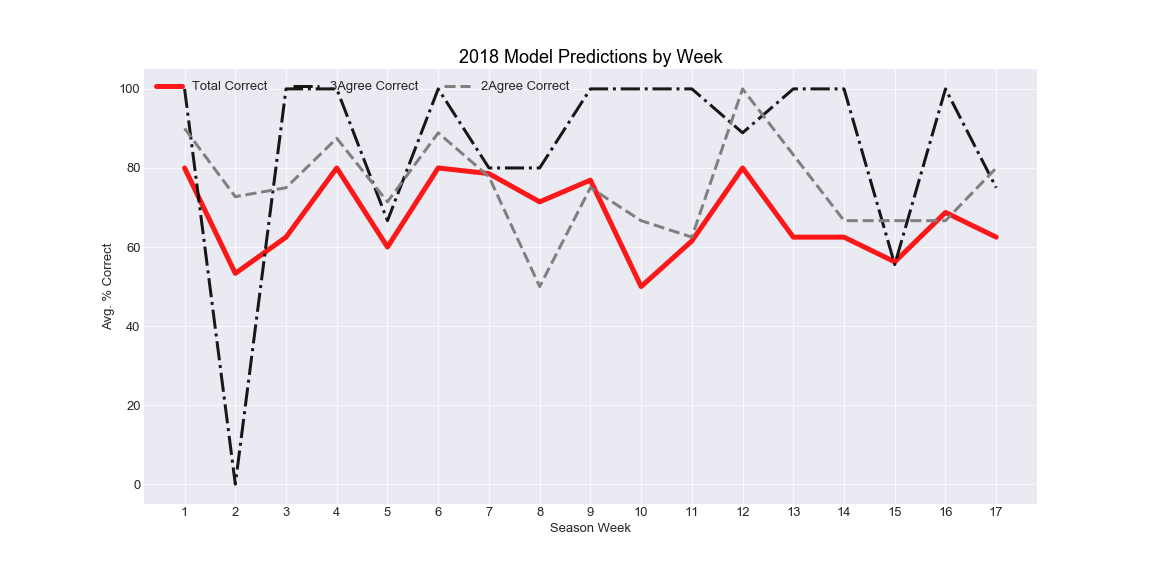 2018 Model Predictions by Week
Total Correct 3Agree Correct 2Agree Correct
100
80
60
40
20
0
Avg. % Correct
1 2 3 4 5 6 7 8 9 10 11 12 13 14 15 16 17
Season Week